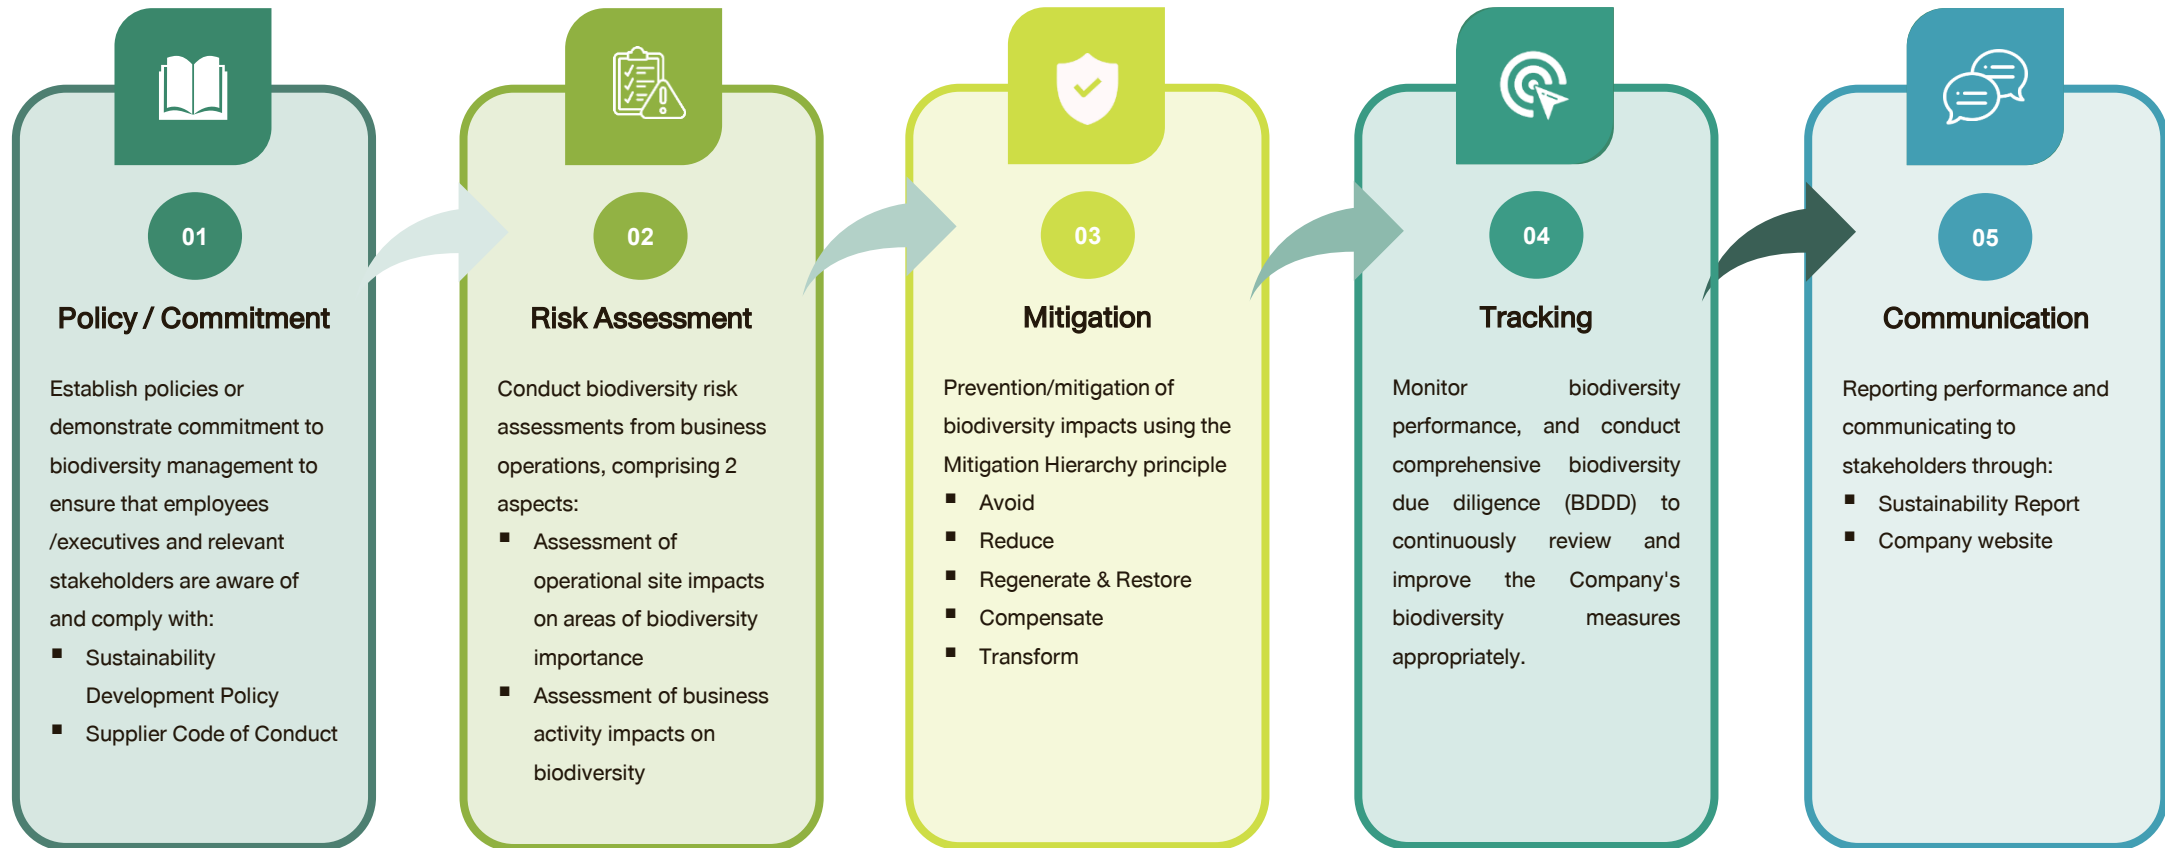 01
Policy / Commitment
Establish policies or
demonstrate commitment to
biodiversity management to
ensure that employees
/executives and relevant
stakeholders are aware of
and comply with:
▪ Sustainability
Development Policy
▪ Supplier Code of Conduct
02
Risk Assessment
Conduct biodiversity risk
assessments from business
operations, comprising 2
aspects:
▪ Assessment of
operational site impacts
on areas of biodiversity
importance
▪ Assessment of business
activity impacts on
biodiversity
03
Mitigation
Prevention/mitigation of
biodiversity impacts using the
Mitigation Hierarchy principle
▪ Avoid
▪ Reduce
▪ Regenerate & Restore
▪ Compensate
▪ Transform
04
Tracking
Monitor biodiversity
performance, and conduct
comprehensive biodiversity
due diligence (BDDD) to
continuously review and
improve the Company's
biodiversity measures
appropriately.
05
Communication
Reporting performance and
communicating to
stakeholders through:
▪ Sustainability Report
▪ Company website